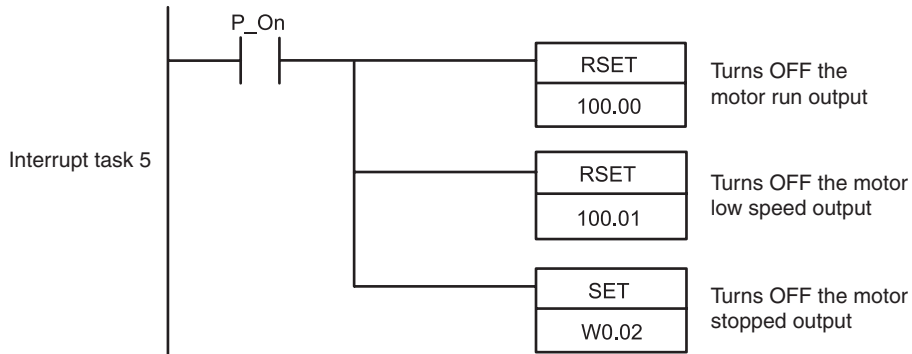 P_On
RSET
100.00
Turns OFF the
motor run output
Interrupt task 5
RSET
100.01
Turns OFF the motor
low speed output
SET
W0.02
Turns OFF the motor
stopped output